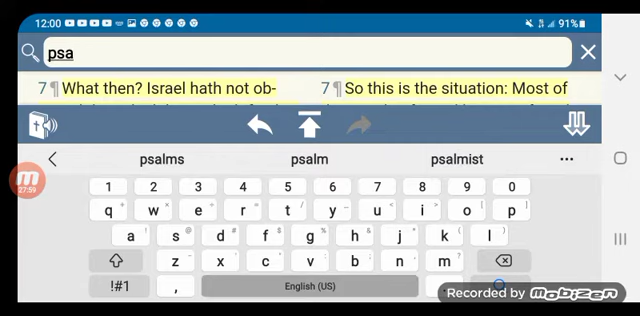 12:00 91%
psa
7 ¶ What then? Israel hath not ob-
7 ¶ So this is the situation: Most of
psalms psalm psalmist ...
27:59
1 2 3 4 5 6 7 8 9 0
q w e r t y u i o p
a s d f g h j k l
z x c v b n m ?
!#1 , English (US)
Recorded by mobizen